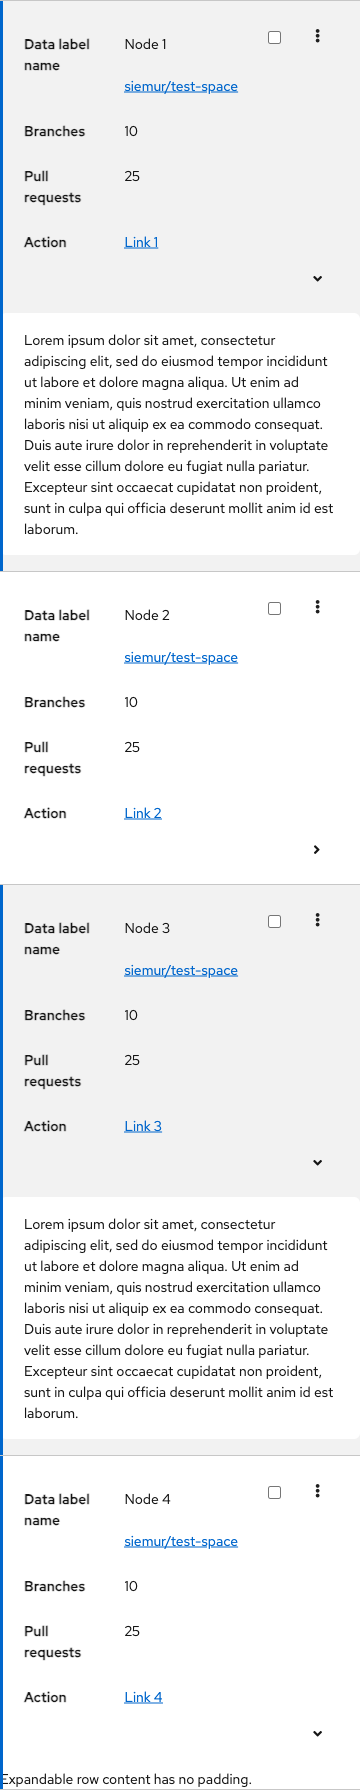 Data label name Node 1
siemur/test-space
Branches 10
Pull requests 25
Action Link 1
Lorem ipsum dolor sit amet, consectetur
adipiscing elit, sed do eiusmod tempor incididunt
ut labore et dolore magna aliqua. Ut enim ad
minim veniam, quis nostrud exercitation ullamco
laboris nisi ut aliquip ex ea commodo consequat.
Duis aute irure dolor in reprehenderit in voluptate
velit esse cillum dolore eu fugiat nulla pariatur.
Excepteur sint occaecat cupidatat non proident,
sunt in culpa qui officia deserunt mollit anim id est
laborum.
Data label name Node 2
siemur/test-space
Branches 10
Pull requests 25
Action Link 2
Data label name Node 3
siemur/test-space
Branches 10
Pull requests 25
Action Link 3
Lorem ipsum dolor sit amet, consectetur
adipiscing elit, sed do eiusmod tempor incididunt
ut labore et dolore magna aliqua. Ut enim ad
minim veniam, quis nostrud exercitation ullamco
laboris nisi ut aliquip ex ea commodo consequat.
Duis aute irure dolor in reprehenderit in voluptate
velit esse cillum dolore eu fugiat nulla pariatur.
Excepteur sint occaecat cupidatat non proident,
sunt in culpa qui officia deserunt mollit anim id est
laborum.
Data label name Node 4
siemur/test-space
Branches 10
Pull requests 25
Action Link 4
Expandable row content has no padding.